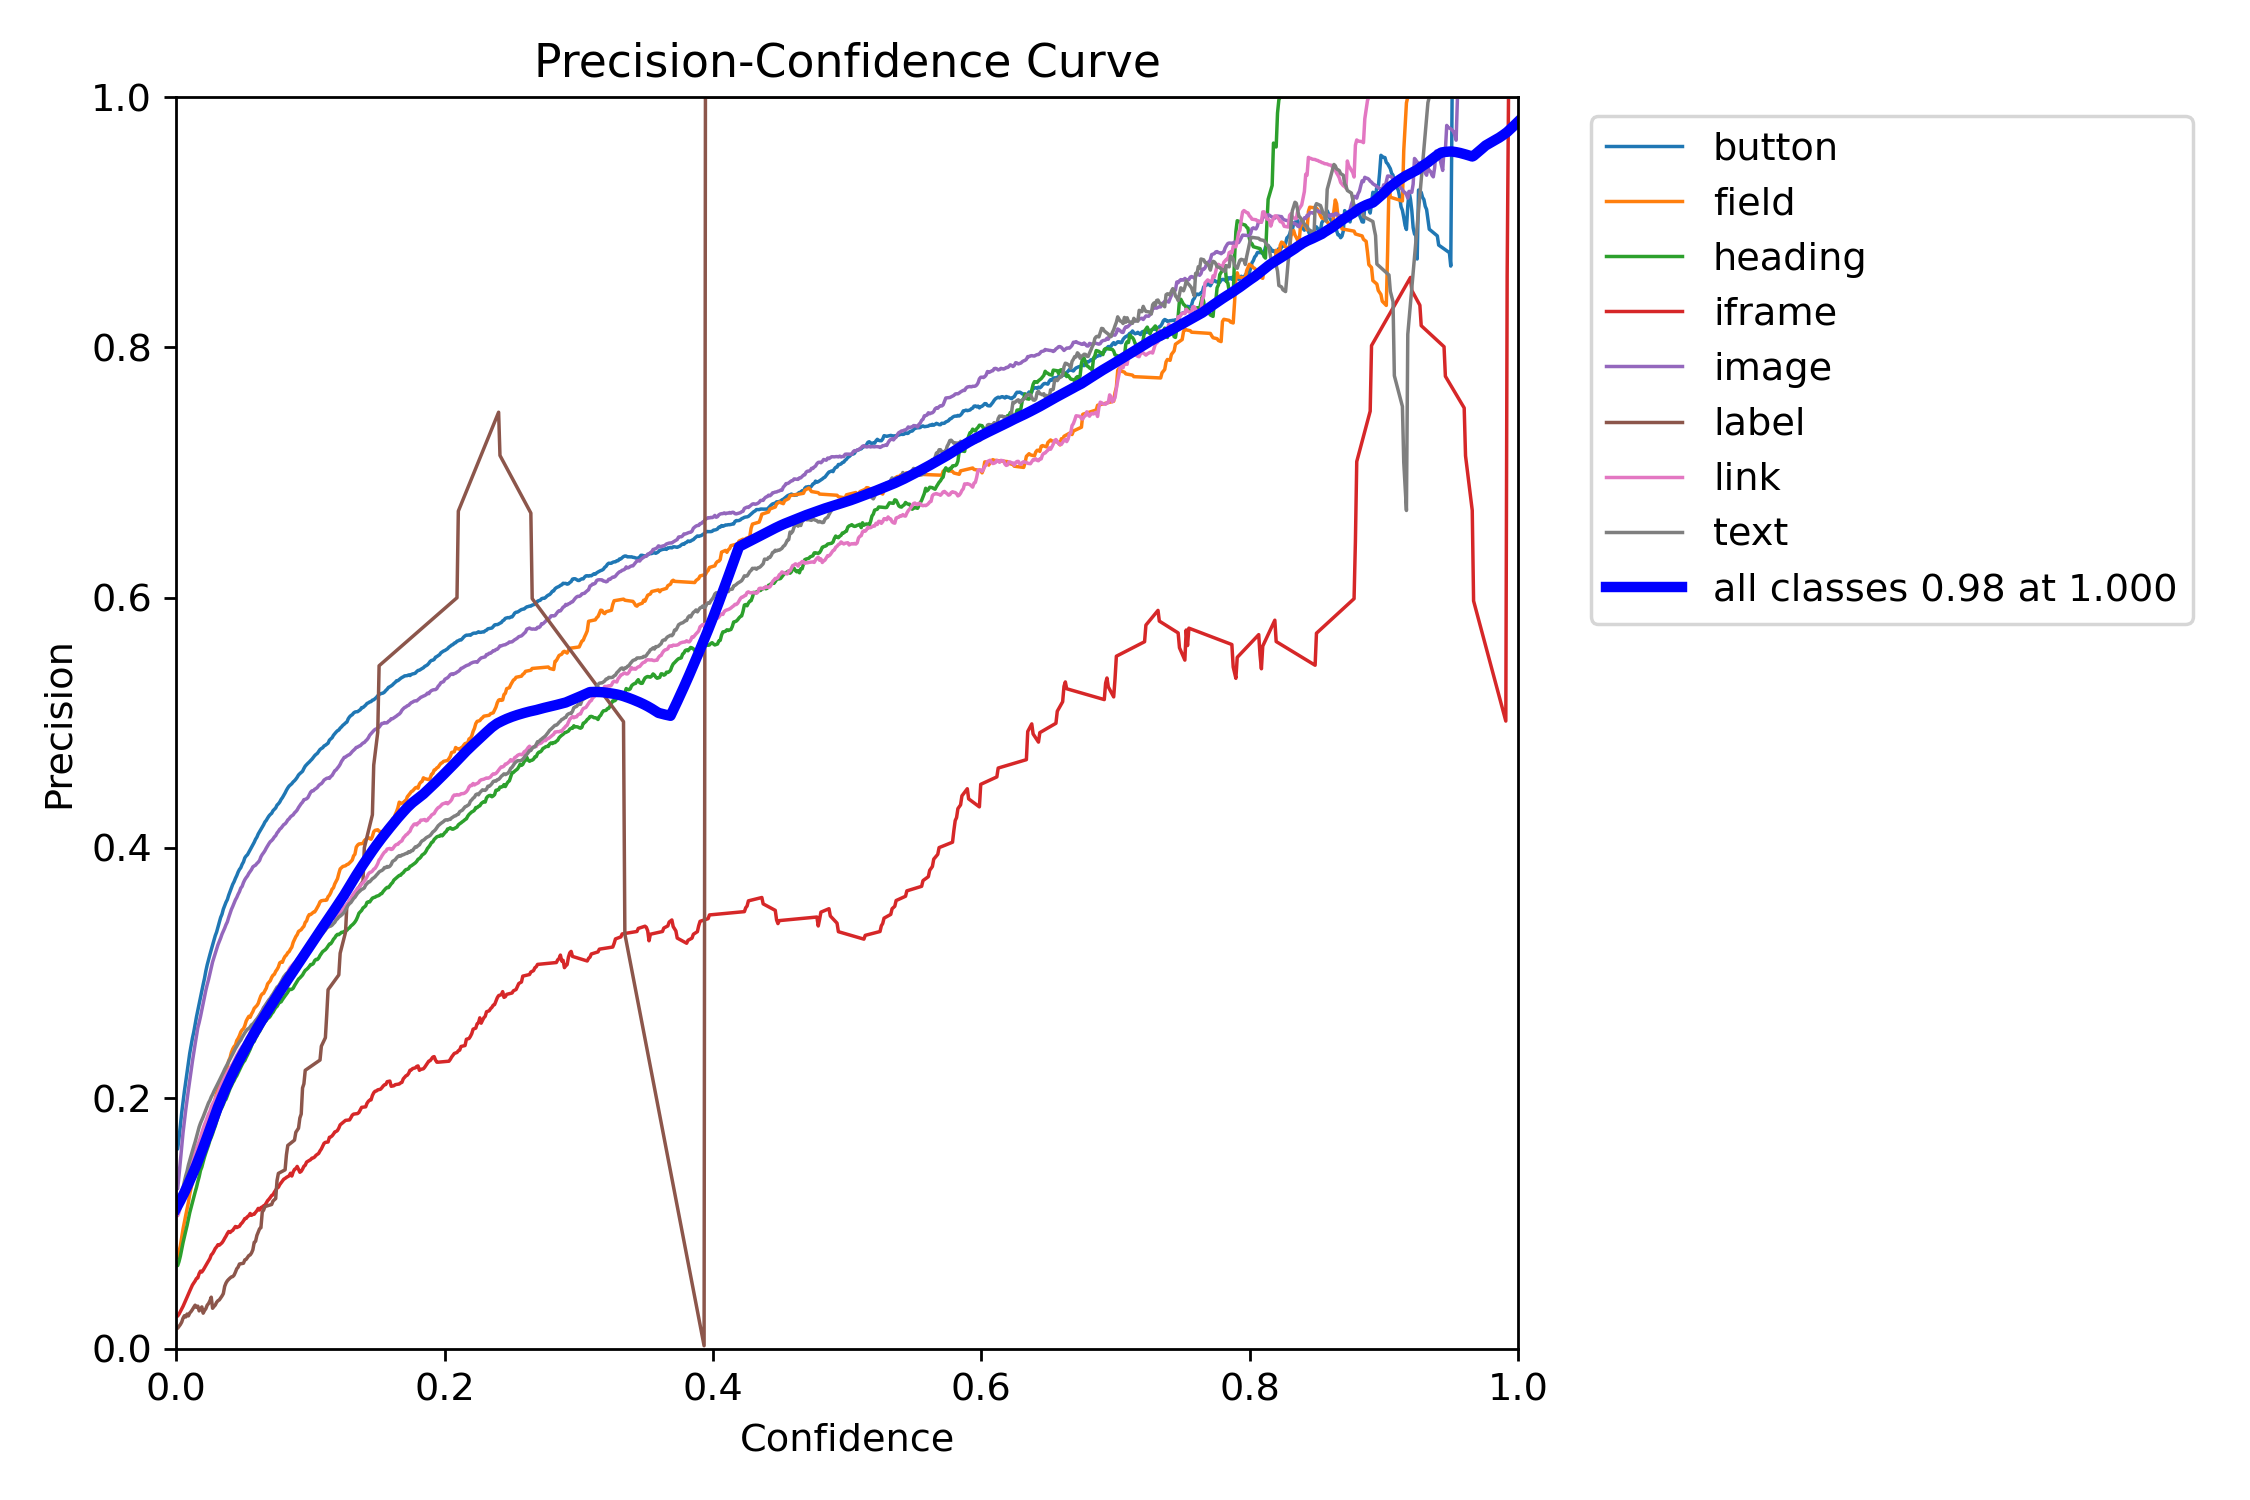 Precision-Confidence Curve
1.0
0.8
0.6
0.4
0.2
0.0
Precision
0.0 0.2 0.4 0.6 0.8 1.0
Confidence
button
field
heading
iframe
image
label
link
text
all classes 0.98 at 1.000